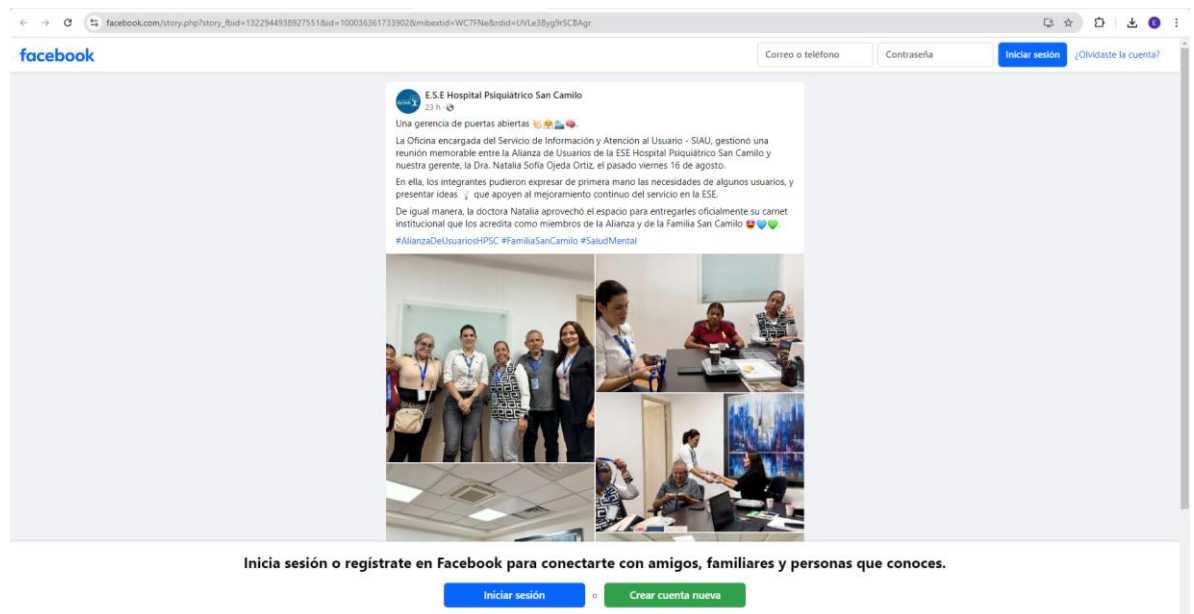 facebook.com/story.php?story_fbid=1322944938927551&id=100036361733902&mibextid=WC7FNe&rdid=UVLe3Byg9rSCBAgr
facebook
Correo o teléfono
Contraseña
Iniciar sesión
¿Olvidaste la cuenta?
E.S.E Hospital Psiquiátrico San Camilo
23 h ·
Una gerencia de puertas abiertas 👏🏻🤗🏊🧠.
La Oficina encargada del Servicio de Información y Atención al Usuario - SIAU, gestionó una
reunión memorable entre la Alianza de Usuarios de la ESE Hospital Psiquiátrico San Camilo y
nuestra gerente, la Dra. Natalia Sofía Ojeda Ortiz, el pasado viernes 16 de agosto.
En ella, los integrantes pudieron expresar de primera mano las necesidades de algunos usuarios, y
presentar ideas 💡 que apoyen al mejoramiento continuo del servicio en la ESE.
De igual manera, la doctora Natalia aprovechó el espacio para entregarles oficialmente su carnet
institucional que los acredita como miembros de la Alianza y de la Familia San Camilo 🤩💙💚.
#AlianzaDeUsuariosHPSC #FamiliaSanCamilo #SaludMental
Inicia sesión o regístrate en Facebook para conectarte con amigos, familiares y personas que conoces.
Iniciar sesión
o
Crear cuenta nueva